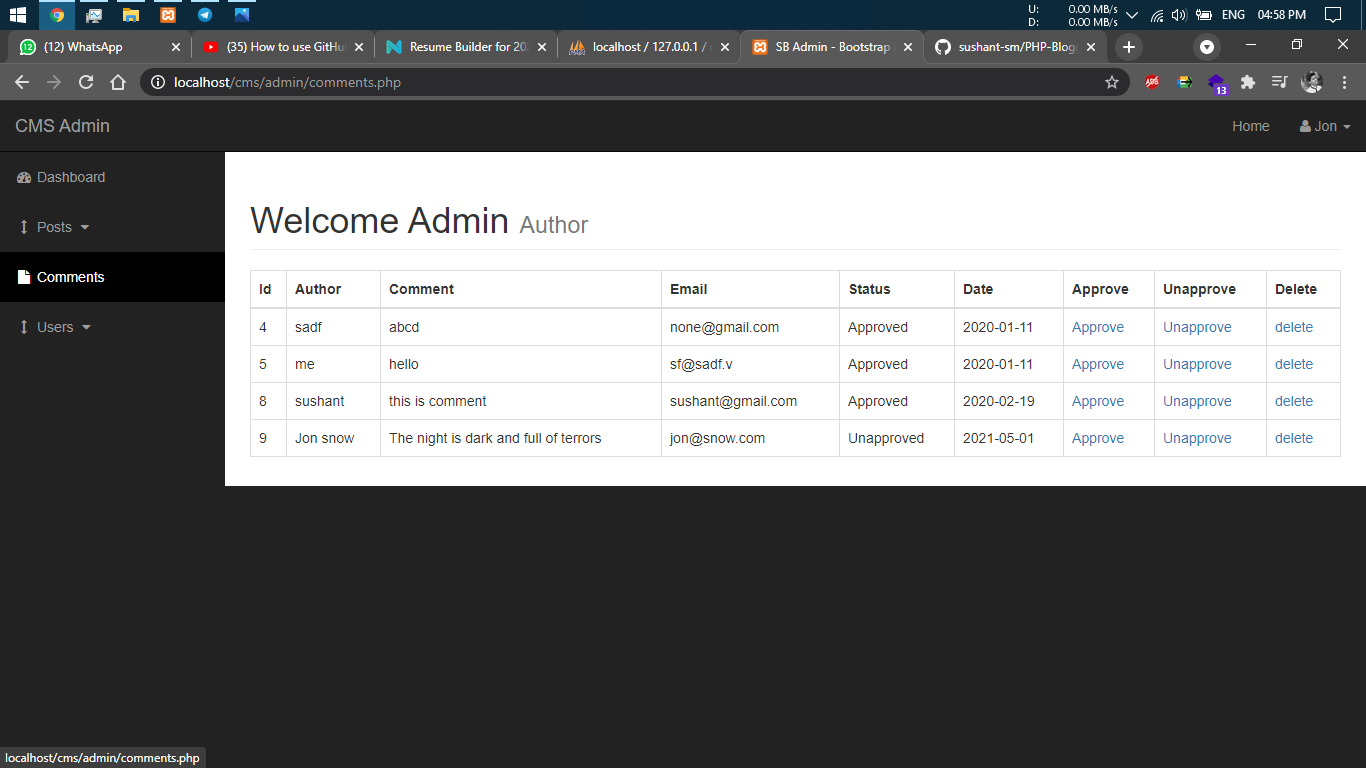 U: 0.00 MB/s
D: 0.00 MB/s
ENG 04:58 PM
12 (12) WhatsApp
(35) How to use GitHu
Resume Builder for 202
localhost / 127.0.0.1 /
SB Admin - Bootstrap
sushant-sm/PHP-Blog
localhost/cms/admin/comments.php
ABP
13
CMS Admin
Home
Jon
Dashboard
Posts
Comments
Users
Welcome Admin Author
Id Author Comment Email Status Date Approve Unapprove Delete
4 sadf abcd none@gmail.com Approved 2020-01-11 Approve Unapprove delete
5 me hello sf@sadf.v Approved 2020-01-11 Approve Unapprove delete
8 sushant this is comment sushant@gmail.com Approved 2020-02-19 Approve Unapprove delete
9 Jon snow The night is dark and full of terrors jon@snow.com Unapproved 2021-05-01 Approve Unapprove delete
localhost/cms/admin/comments.php